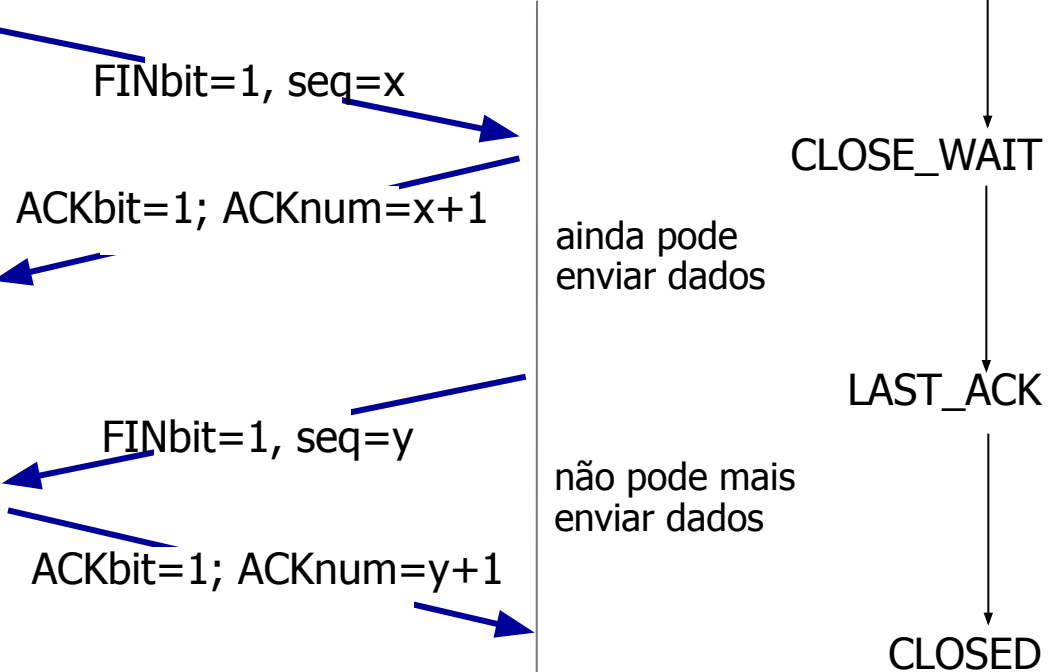 FINbit=1, seq=x
CLOSE_WAIT
ACKbit=1; ACKnum=x+1
ainda pode
enviar dados
LAST_ACK
FINbit=1, seq=y
não pode mais
enviar dados
ACKbit=1; ACKnum=y+1
CLOSED